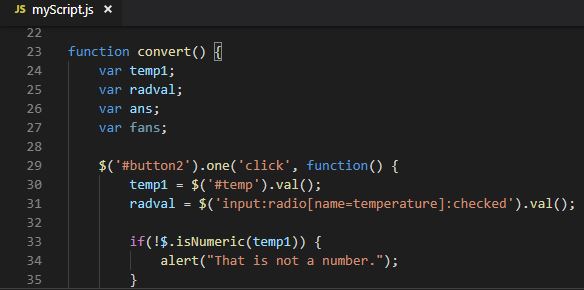 JS myScript.js ×
22
23 function convert() {
24     var temp1;
25     var radval;
26     var ans;
27     var fans;
28
29     $('#button2').one('click', function() {
30         temp1 = $('#temp').val();
31         radval = $('input:radio[name=temperature]:checked').val();
32
33         if(!$.isNumeric(temp1)) {
34             alert("That is not a number.");
35         }